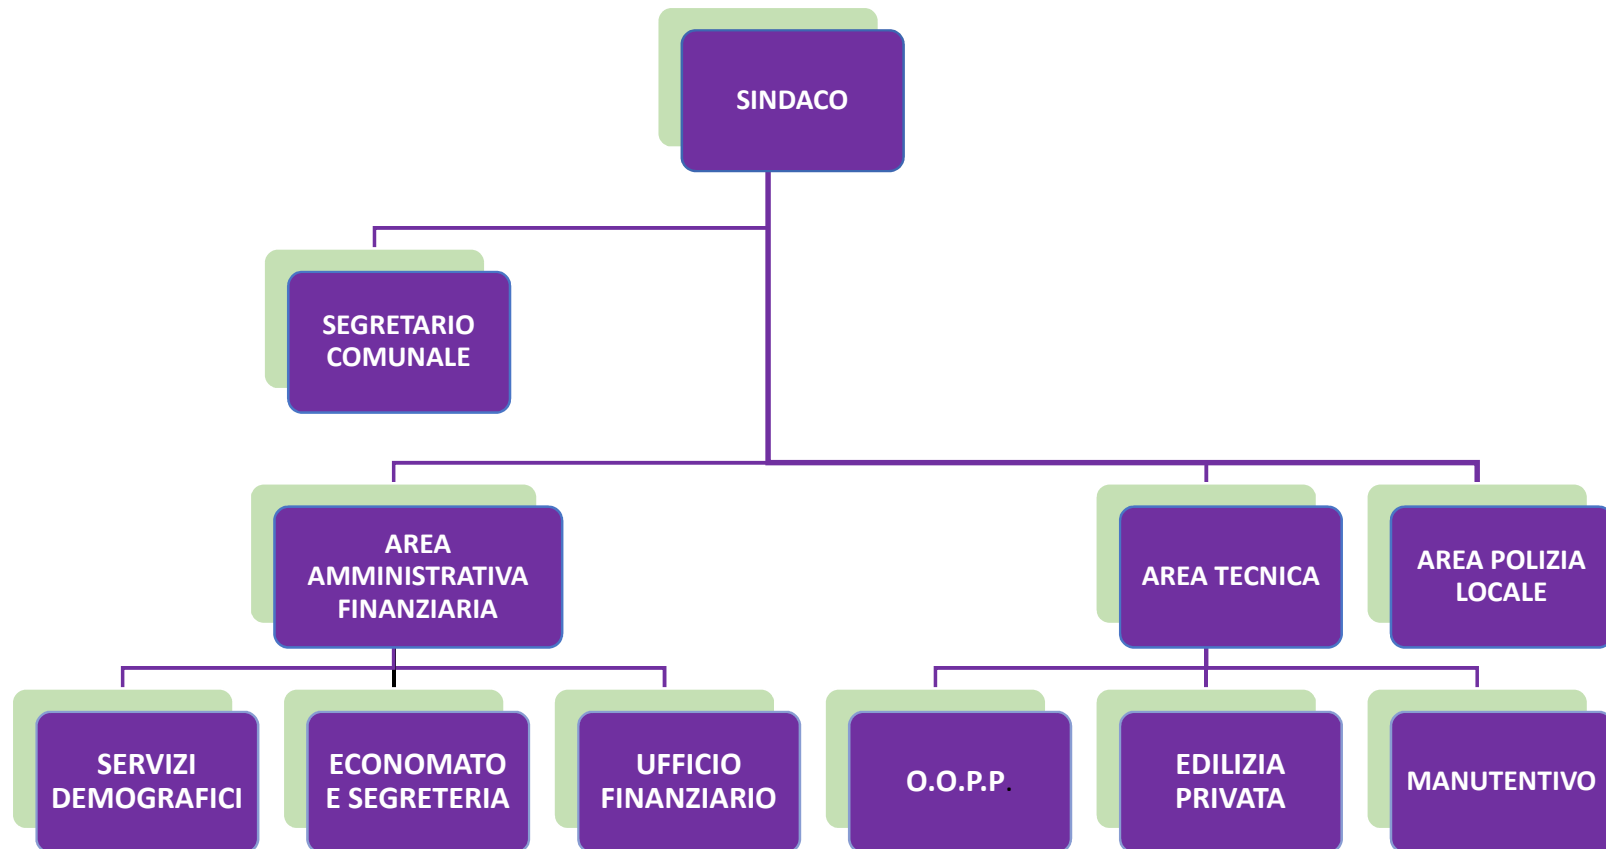 SINDACO
SEGRETARIO
COMUNALE
AREA
AMMINISTRATIVA
FINANZIARIA
AREA TECNICA
AREA POLIZIA
LOCALE
SERVIZI
DEMOGRAFICI
ECONOMATO
E SEGRETERIA
UFFICIO
FINANZIARIO
O.O.P.P.
EDILIZIA
PRIVATA
MANUTENTIVO